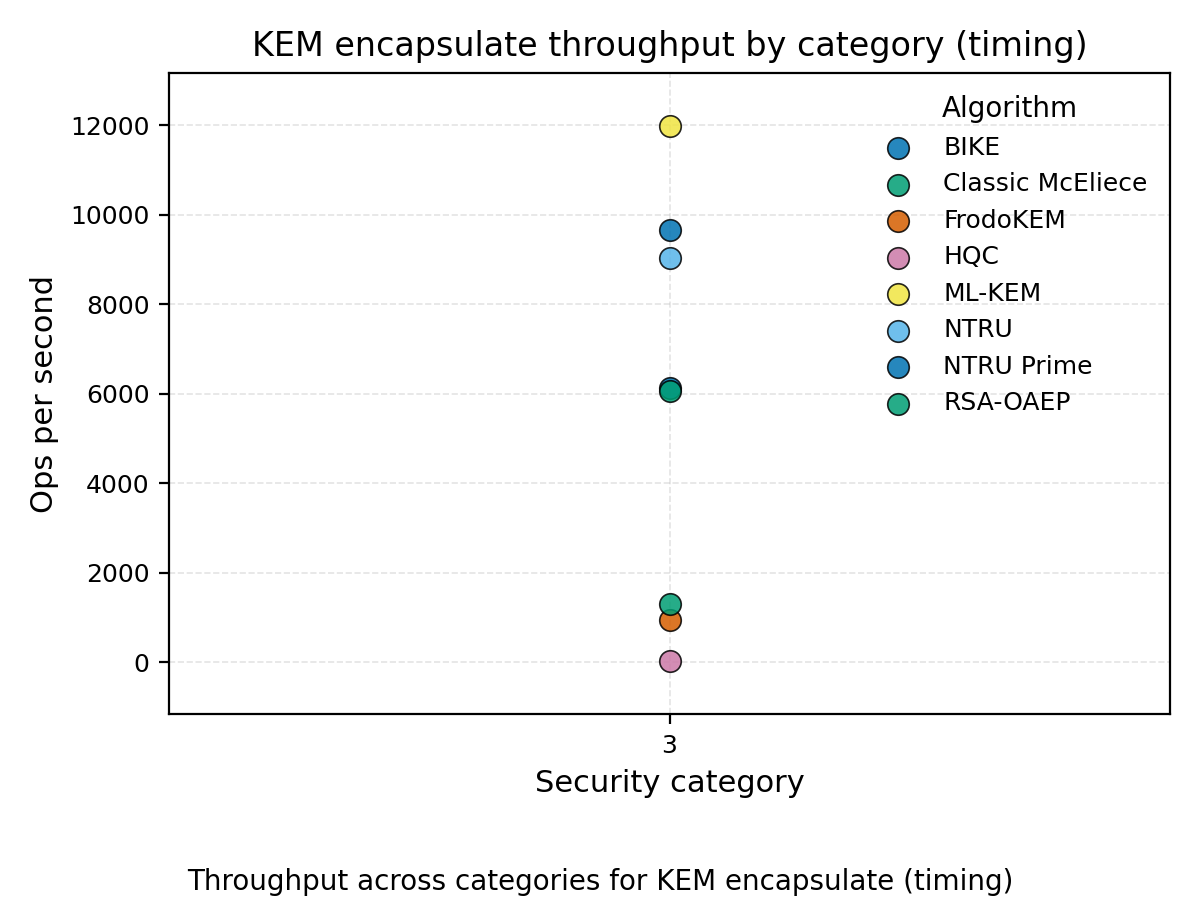 KEM encapsulate throughput by category (timing)
Algorithm
BIKE
Classic McEliece
FrodoKEM
HQC
ML-KEM
NTRU
NTRU Prime
RSA-OAEP
12000
10000
8000
6000
4000
2000
0
Ops per second
3
Security category
Throughput across categories for KEM encapsulate (timing)